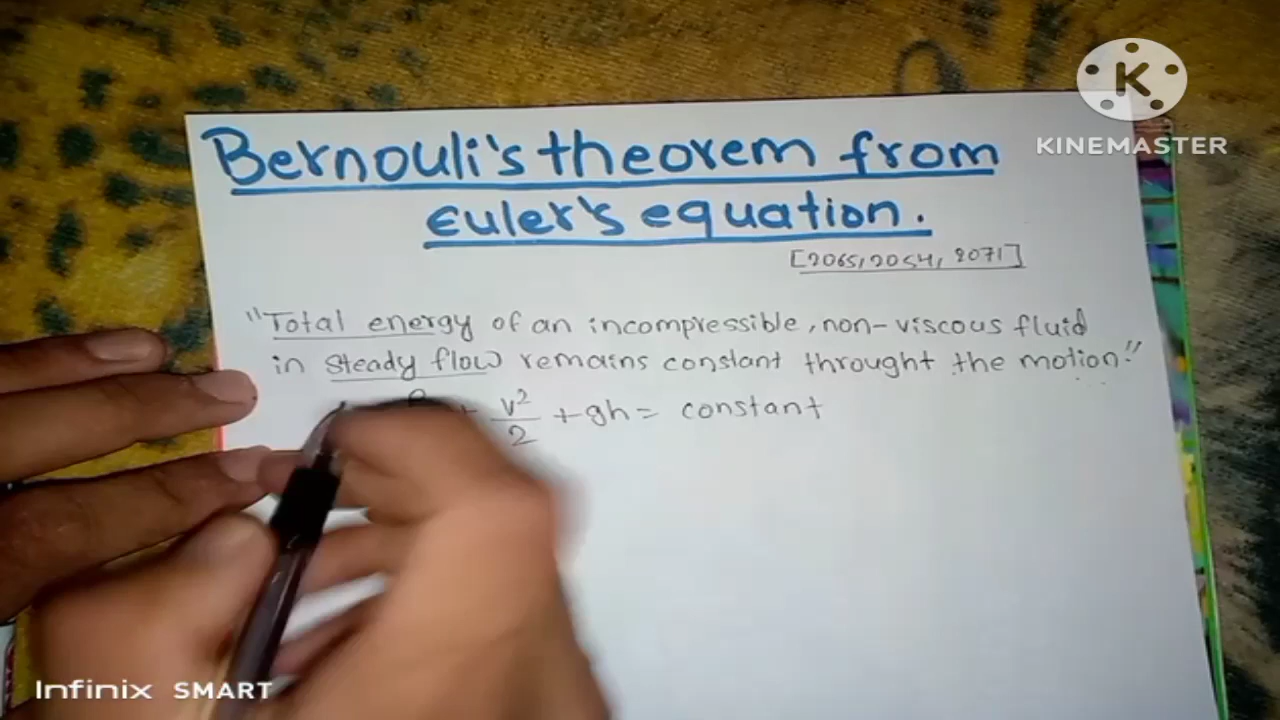 K
KINEMASTER
Bernouli's theorem from
Euler's equation.
[2065, 2054, 2071]
"Total energy of an incompressible, non-viscous fluid
in steady flow remains constant throught the motion."
+ v²/2 + gh = constant
Infinix SMART